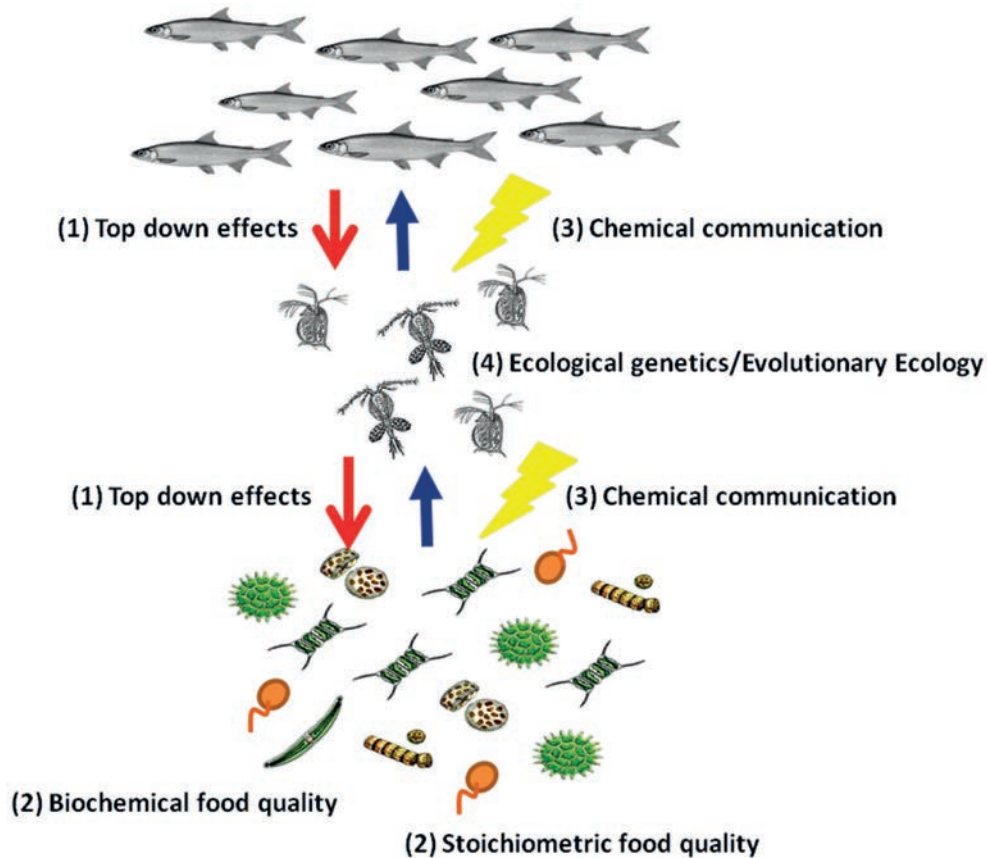 (1) Top down effects
(3) Chemical communication
(4) Ecological genetics/Evolutionary Ecology
(1) Top down effects
(3) Chemical communication
(2) Biochemical food quality
(2) Stoichiometric food quality